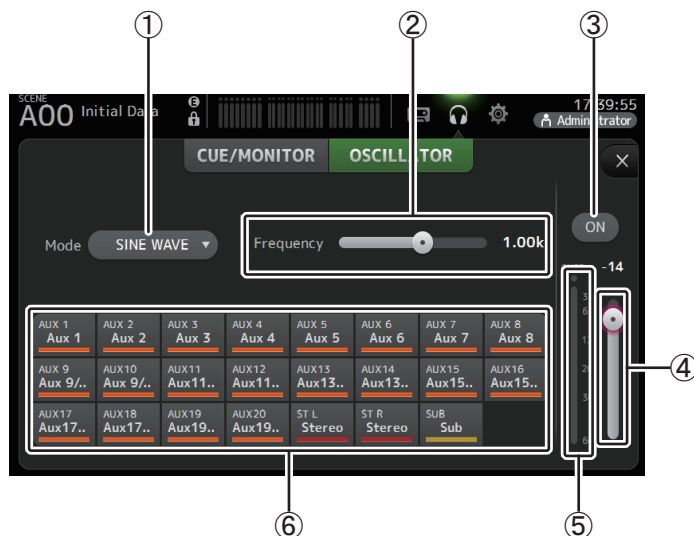 ① ② ③
SCENE
A00 Initial Data E 17:39:55
Administrator
CUE/MONITOR OSCILLATOR ×
Mode SINE WAVE ▼ Frequency 1.00k ON
-14
AUX 1 AUX 2 AUX 3 AUX 4 AUX 5 AUX 6 AUX 7 AUX 8
Aux 1 Aux 2 Aux 3 Aux 4 Aux 5 Aux 6 Aux 7 Aux 8
AUX 9 AUX10 AUX11 AUX12 AUX13 AUX14 AUX15 AUX16
Aux 9/.. Aux 9/.. Aux11.. Aux11.. Aux13.. Aux13.. Aux15.. Aux15..
AUX17 AUX18 AUX19 AUX20 ST L ST R SUB
Aux17.. Aux17.. Aux19.. Aux19.. Stereo Stereo Sub
④
⑥ ⑤